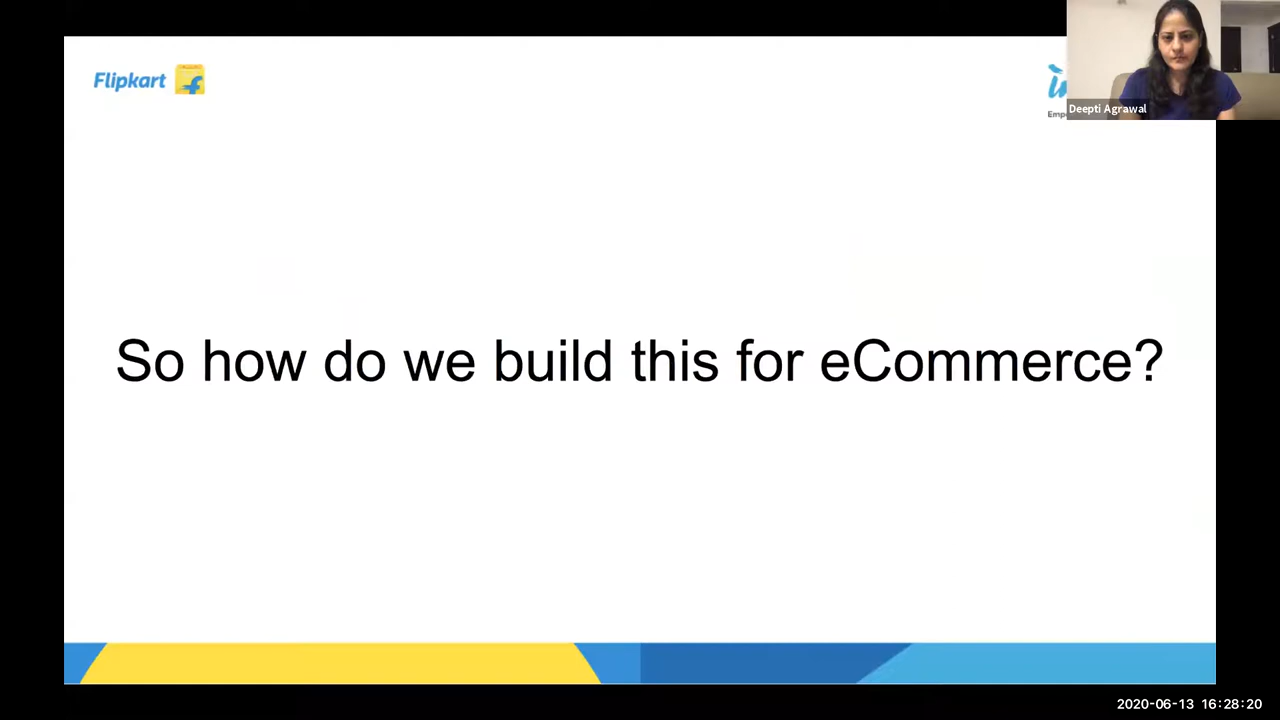 Flipkart
Deepti Agrawal
So how do we build this for eCommerce?
2020-06-13 16:28:20